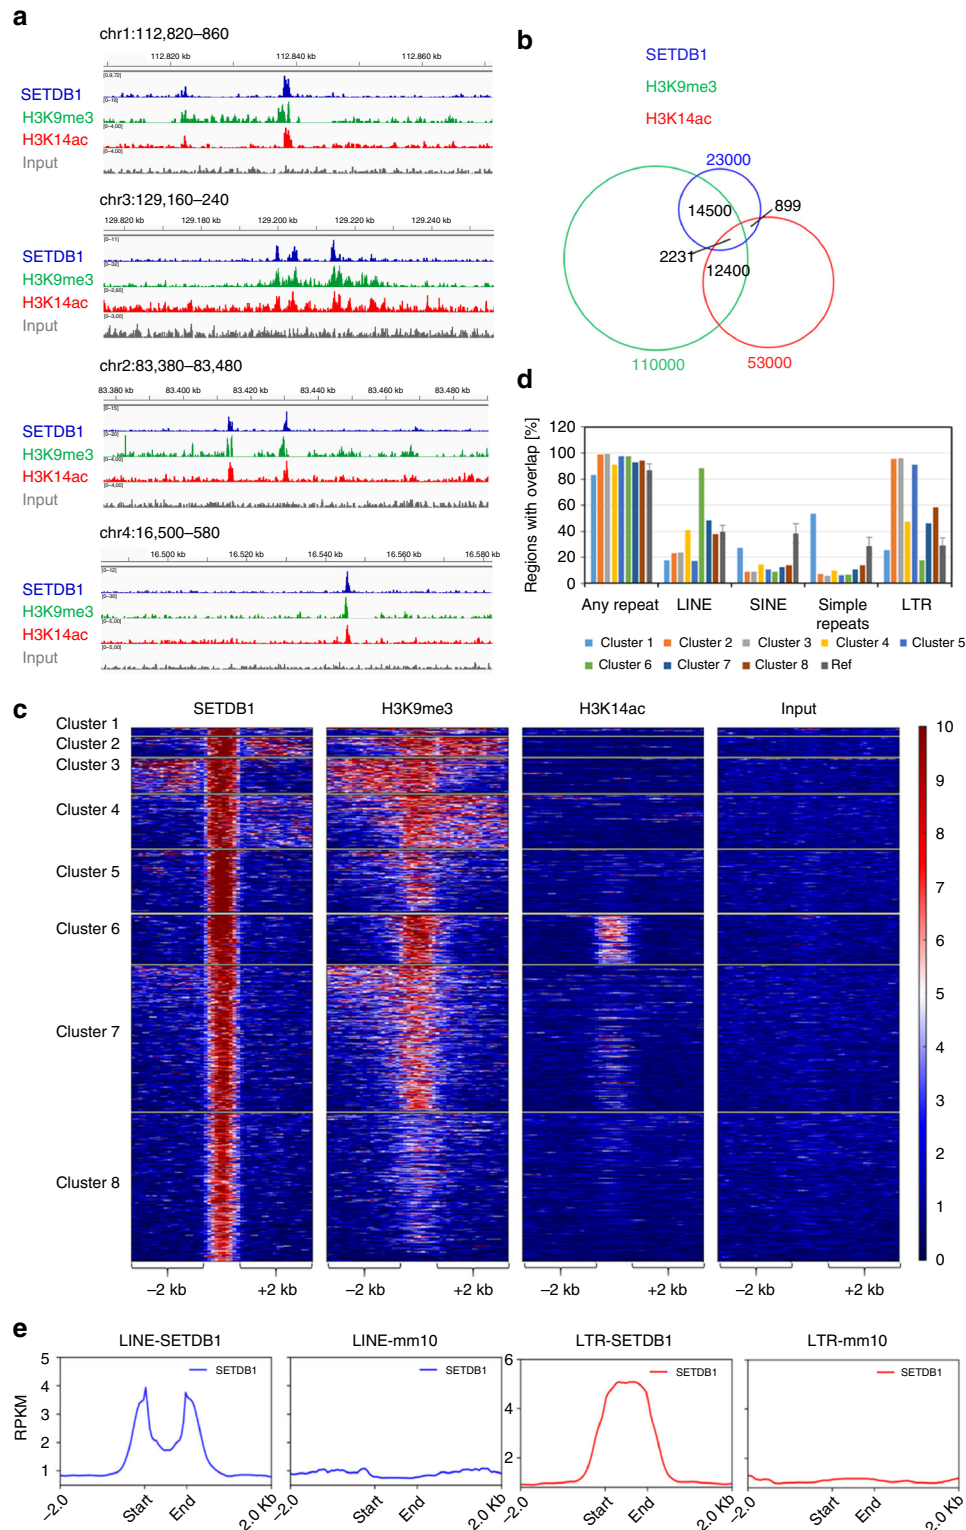 a
chr1:112,820–860
112.820 kb 112.840 kb 112.860 kb
SETDB1
H3K9me3
H3K14ac
Input
chr3:129,160–240
129.820 kb 129.180 kb 129.200 kb 129.220 kb 129.240 kb
SETDB1
H3K9me3
H3K14ac
Input
chr2:83,380–83,480
83.380 kb 83.400 kb 83.420 kb 83.440 kb 83.460 kb 83.480 kb
SETDB1
H3K9me3
H3K14ac
Input
chr4:16,500–580
16.500 kb 16.520 kb 16.540 kb 16.560 kb 16.580 kb
SETDB1
H3K9me3
H3K14ac
Input
b
SETDB1
H3K9me3
H3K14ac
23000
14500
899
2231
12400
110000
53000
d
Regions with overlap [%]
120
100
80
60
40
20
0
Any repeat LINE SINE Simple repeats LTR
Cluster 1 Cluster 2 Cluster 3 Cluster 4 Cluster 5
Cluster 6 Cluster 7 Cluster 8 Ref
c
SETDB1 H3K9me3 H3K14ac Input
Cluster 1
Cluster 2
Cluster 3
Cluster 4
Cluster 5
Cluster 6
Cluster 7
Cluster 8
10
9
8
7
6
5
4
3
2
1
0
–2 kb +2 kb –2 kb +2 kb –2 kb +2 kb –2 kb +2 kb
e
LINE-SETDB1 LINE-mm10 LTR-SETDB1 LTR-mm10
SETDB1 SETDB1 SETDB1 SETDB1
RPKM
5
4
3
2
1
6
4
2
–2.0 Start End 2.0 Kb
–2.0 Start End 2.0 Kb
–2.0 Start End 2.0 Kb
–2.0 Start End 2.0 Kb